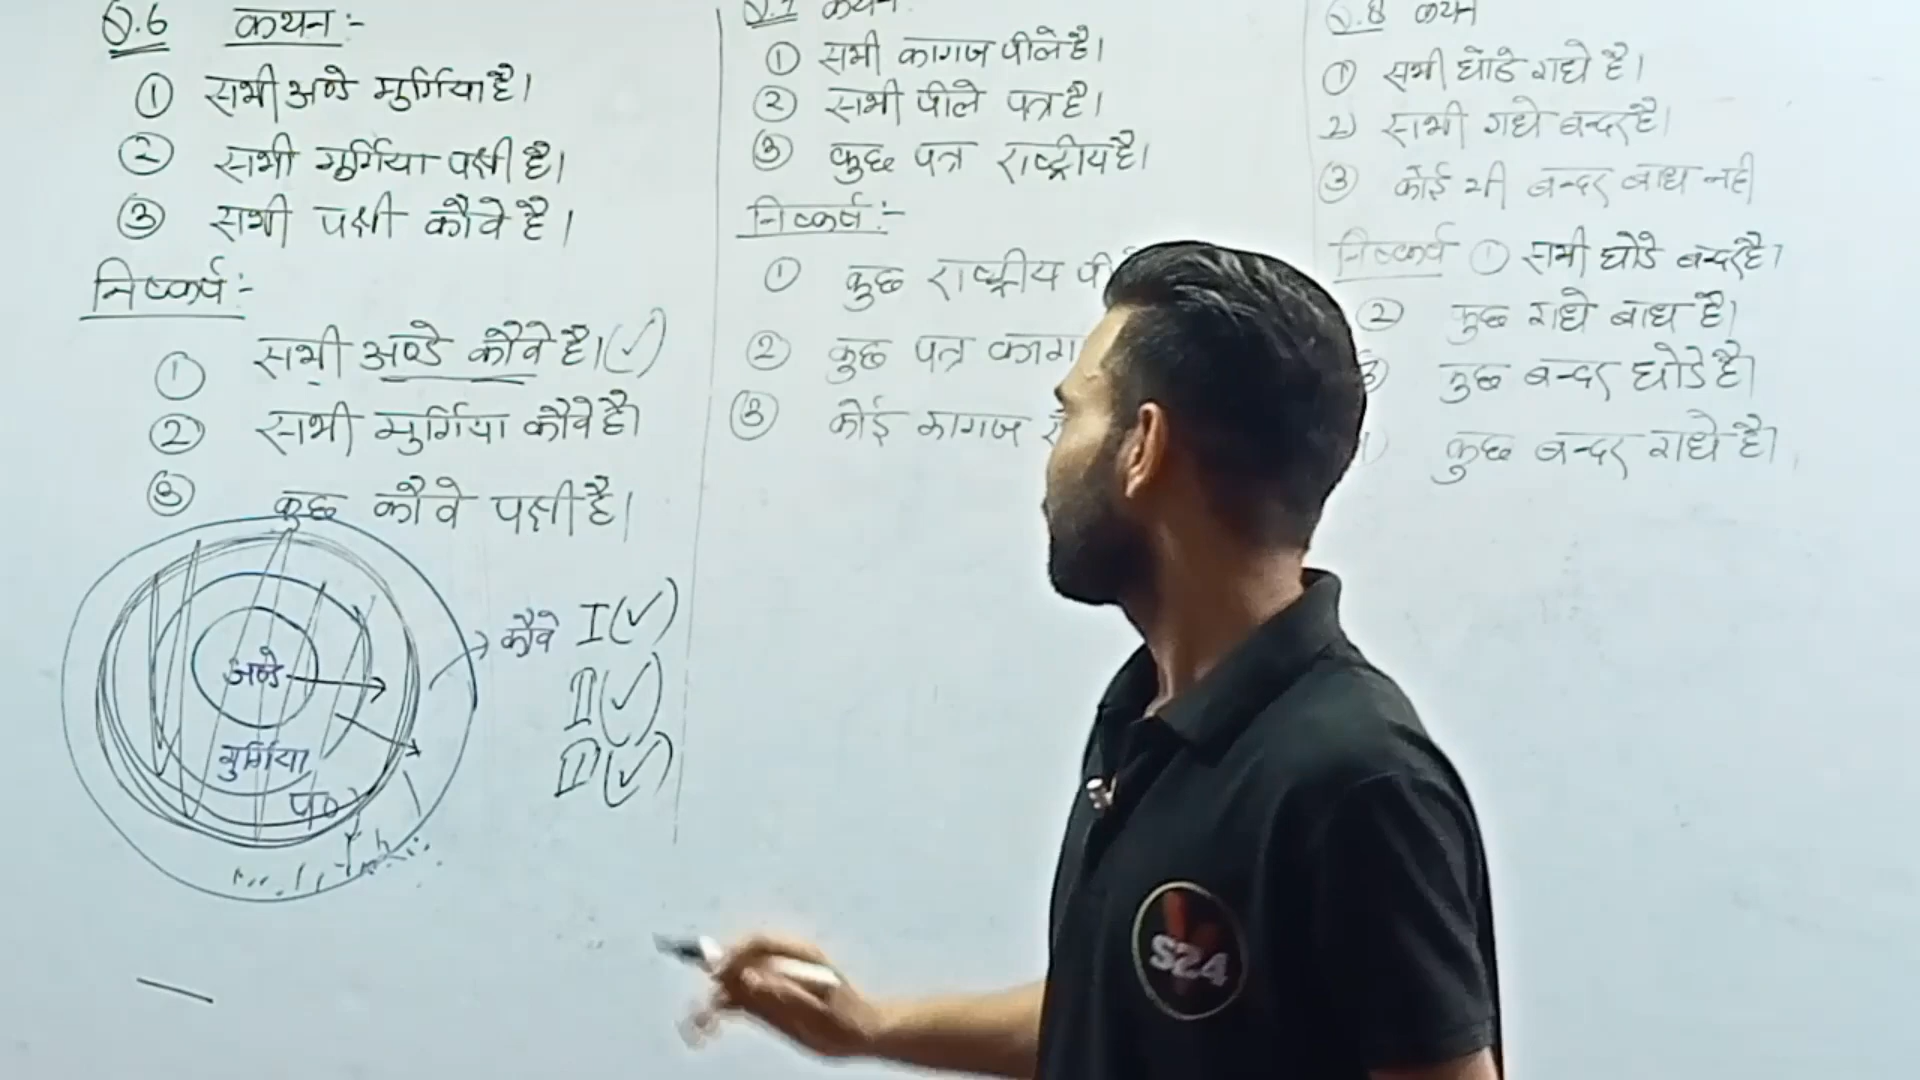 Q.6 कथन :-
① सभी अण्डे मुर्गिया है।
② सभी मुर्गिया पक्षी है।
③ सभी पक्षी कौवे है।
निष्कर्ष :-
① सभी अण्डे कौवे है। (✓)
② सभी मुर्गिया कौवे है।
③ कुछ कौवे पक्षी है।
अण्डे
मुर्गिया
प०
कौवे
I (✓)
II (✓)
III (✓)
Q.7 कथन
① सभी कागज पीले है।
② सभी पीले पत्र है।
③ कुछ पत्र राष्ट्रीय है।
निष्कर्ष :-
① कुछ राष्ट्रीय
② कुछ पत्र
③ कोई कागज
Q.8 कथन
① सभी घोडे गधे है।
2) सभी गधे बन्दर है।
③ कोई भी बन्दर बाघ नही
निष्कर्ष ① सभी घोडे बन्दर है।
② कुछ गधे बाघ है।
③ कुछ बन्दर घोडे है।
कुछ बन्दर गधे है।
S24